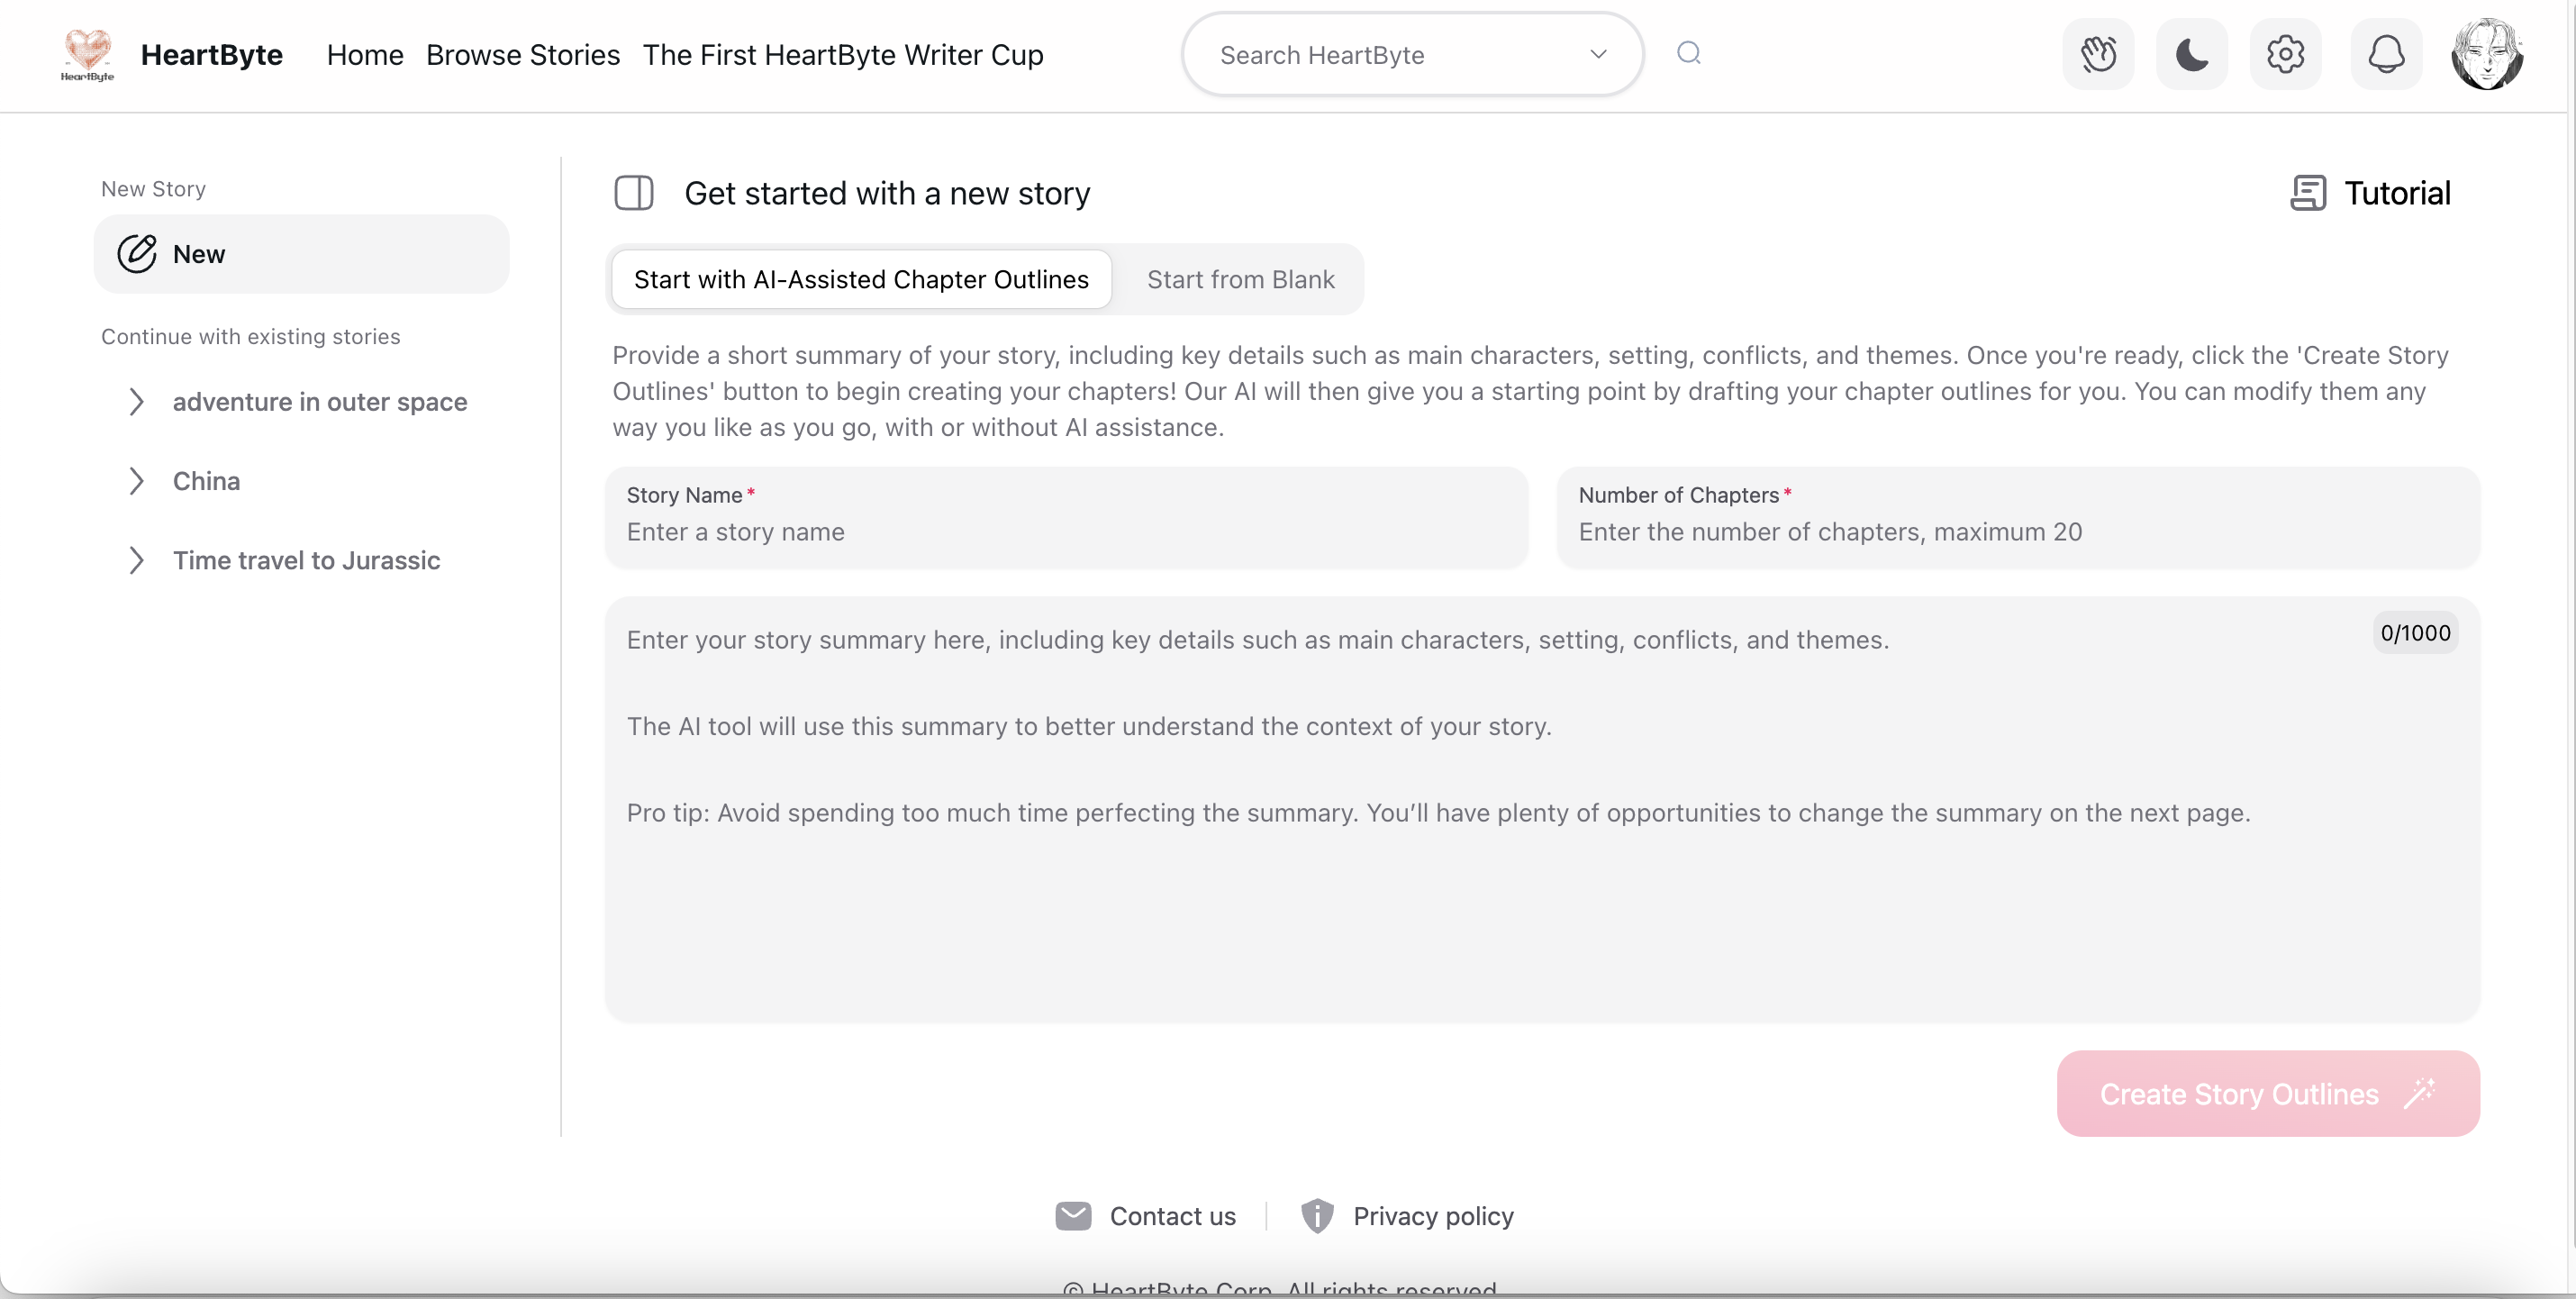 HeartByte
HeartByte
Home
Browse Stories
The First HeartByte Writer Cup
Search HeartByte
New Story
New
Continue with existing stories
adventure in outer space
China
Time travel to Jurassic
Get started with a new story
Tutorial
Start with AI-Assisted Chapter Outlines
Start from Blank
Provide a short summary of your story, including key details such as main characters, setting, conflicts, and themes. Once you're ready, click the 'Create Story
Outlines' button to begin creating your chapters! Our AI will then give you a starting point by drafting your chapter outlines for you. You can modify them any
way you like as you go, with or without AI assistance.
Story Name*
Enter a story name
Number of Chapters*
Enter the number of chapters, maximum 20
Enter your story summary here, including key details such as main characters, setting, conflicts, and themes.
0/1000
The AI tool will use this summary to better understand the context of your story.
Pro tip: Avoid spending too much time perfecting the summary. You’ll have plenty of opportunities to change the summary on the next page.
Create Story Outlines
Contact us
Privacy policy
© HeartByte Corp. All rights reserved